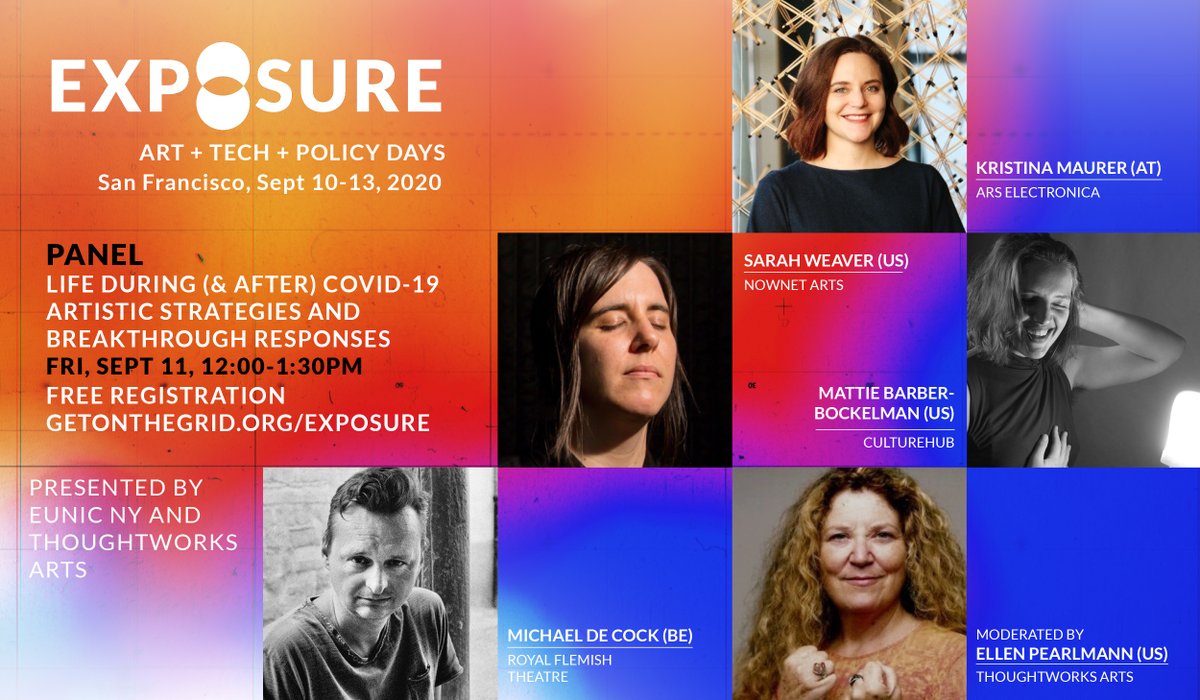 EXPOSURE
ART + TECH + POLICY DAYS
San Francisco, Sept 10-13, 2020
PANEL
LIFE DURING (& AFTER) COVID-19
ARTISTIC STRATEGIES AND
BREAKTHROUGH RESPONSES
FRI, SEPT 11, 12:00-1:30PM
FREE REGISTRATION
GETONTHEGRID.ORG/EXPOSURE
PRESENTED BY
EUNIC NY AND
THOUGHTWORKS
ARTS
KRISTINA MAURER (AT)
ARS ELECTRONICA
SARAH WEAVER (US)
NOWNET ARTS
MATTIE BARBER-
BOCKELMAN (US)
CULTUREHUB
MICHAEL DE COCK (BE)
ROYAL FLEMISH
THEATRE
MODERATED BY
ELLEN PEARLMANN (US)
THOUGHTWORKS ARTS